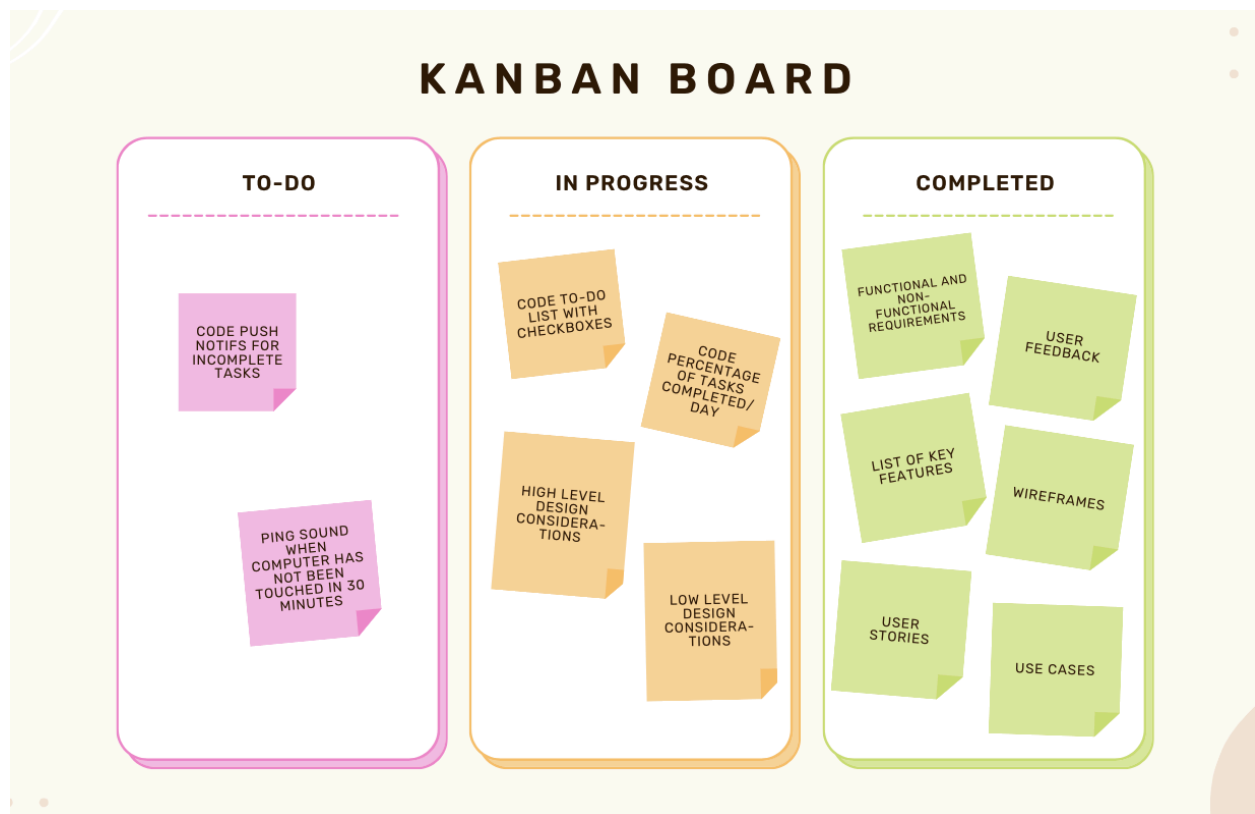 KANBAN BOARD
TO-DO
CODE PUSH
NOTIFS FOR
INCOMPLETE
TASKS
PING SOUND
WHEN
COMPUTER HAS
NOT BEEN
TOUCHED IN 30
MINUTES
IN PROGRESS
CODE TO-DO
LIST WITH
CHECKBOXES
CODE
PERCENTAGE
OF TASKS
COMPLETED/
DAY
HIGH LEVEL
DESIGN
CONSIDERA-
TIONS
LOW LEVEL
DESIGN
CONSIDERA-
TIONS
COMPLETED
FUNCTIONAL AND
NON-
FUNCTIONAL
REQUIREMENTS
USER
FEEDBACK
LIST OF KEY
FEATURES
WIREFRAMES
USER
STORIES
USE CASES